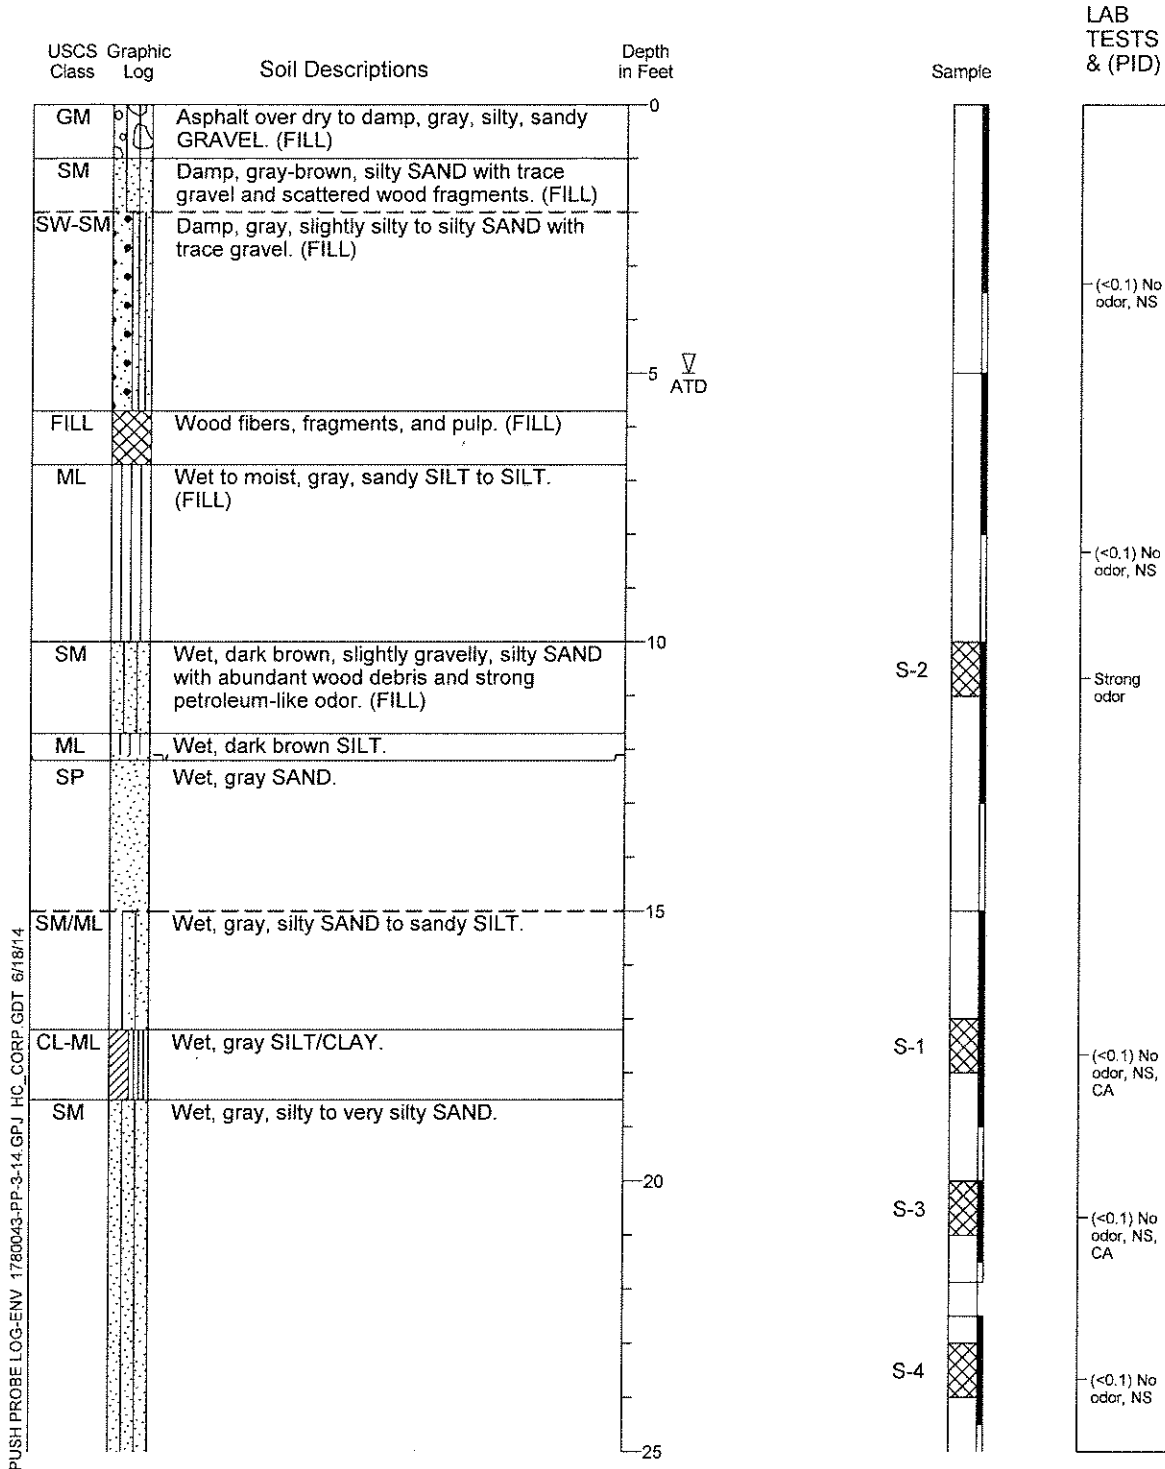 LAB
TESTS
& (PID)
USCS Graphic
Class Log
Soil Descriptions
Depth
in Feet
Sample
0
GM
Asphalt over dry to damp, gray, silty, sandy
GRAVEL. (FILL)
SM
Damp, gray-brown, silty SAND with trace
gravel and scattered wood fragments. (FILL)
SW-SM
Damp, gray, slightly silty to silty SAND with
trace gravel. (FILL)
(<0.1) No
odor, NS
5
ATD
FILL
Wood fibers, fragments, and pulp. (FILL)
ML
Wet to moist, gray, sandy SILT to SILT.
(FILL)
(<0.1) No
odor, NS
10
SM
Wet, dark brown, slightly gravelly, silty SAND
with abundant wood debris and strong
petroleum-like odor. (FILL)
S-2
Strong
odor
ML
Wet, dark brown SILT.
SP
Wet, gray SAND.
15
SM/ML
Wet, gray, silty SAND to sandy SILT.
CL-ML
Wet, gray SILT/CLAY.
S-1
(<0.1) No
odor, NS,
CA
SM
Wet, gray, silty to very silty SAND.
20
S-3
(<0.1) No
odor, NS,
CA
S-4
(<0.1) No
odor, NS
25
PUSH PROBE LOG-ENV 1780043-PP-3-14.GPJ HC_CORP.GDT 6/18/14